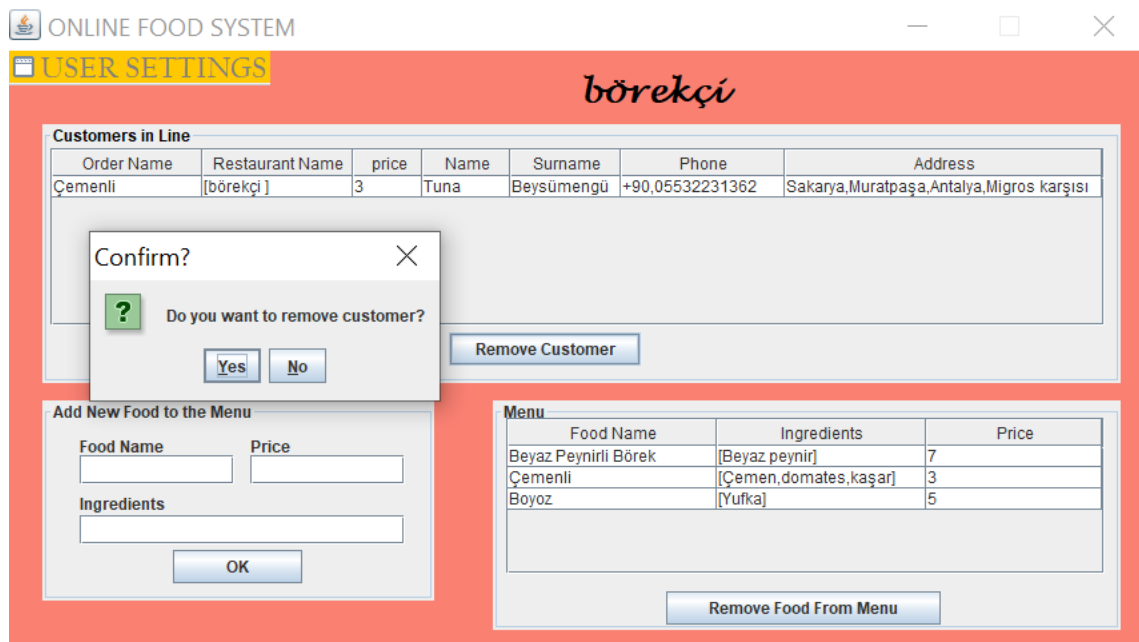 ONLINE FOOD SYSTEM
USER SETTINGS
börekçi
Customers in Line
Order Name Restaurant Name price Name Surname Phone Address
Çemenli [börekçi ] 3 Tuna Beysümengü +90,05532231362 Sakarya,Muratpaşa,Antalya,Migros karşısı
Confirm?
Do you want to remove customer?
Yes No
Remove Customer
Add New Food to the Menu
Food Name Price
Ingredients
OK
Menu
Food Name Ingredients Price
Beyaz Peynirli Börek [Beyaz peynir] 7
Çemenli [Çemen,domates,kaşar] 3
Boyoz [Yufka] 5
Remove Food From Menu